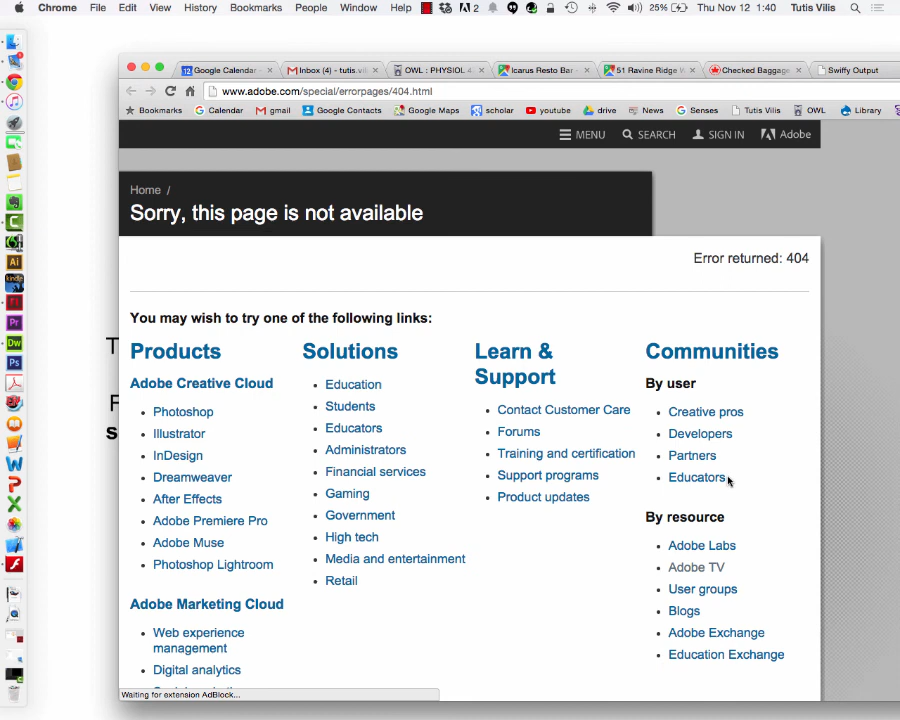 Chrome File Edit View History Bookmarks People Window Help 2 25% Thu Nov 12 1:40 Tutis Vilis
Google Calendar Inbox (4) - tutis.vil OWL : PHYSIOL 4 Icarus Resto Bar 51 Ravine Ridge W Checked Baggage Swiffy Output
www.adobe.com/special/errorpages/404.html
Bookmarks Calendar gmail Google Contacts Google Maps scholar youtube drive News Senses Tutis Vilis OWL Library
MENU SEARCH SIGN IN Adobe
Home /
Sorry, this page is not available
Error returned: 404
You may wish to try one of the following links:
Products
Adobe Creative Cloud
• Photoshop
• Illustrator
• InDesign
• Dreamweaver
• After Effects
• Adobe Premiere Pro
• Adobe Muse
• Photoshop Lightroom
Adobe Marketing Cloud
• Web experience
management
• Digital analytics
Solutions
• Education
• Students
• Educators
• Administrators
• Financial services
• Gaming
• Government
• High tech
• Media and entertainment
• Retail
Learn &
Support
• Contact Customer Care
• Forums
• Training and certification
• Support programs
• Product updates
Communities
By user
• Creative pros
• Developers
• Partners
• Educators
By resource
• Adobe Labs
• Adobe TV
• User groups
• Blogs
• Adobe Exchange
• Education Exchange
Waiting for extension AdBlock...